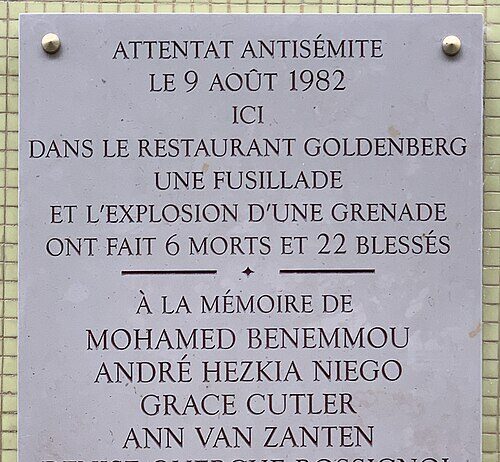 ATTENTAT ANTISÉMITE
LE 9 AOÛT 1982
ICI
DANS LE RESTAURANT GOLDENBERG
UNE FUSILLADE
ET L'EXPLOSION D'UNE GRENADE
ONT FAIT 6 MORTS ET 22 BLESSÉS
À LA MÉMOIRE DE
MOHAMED BENEMMOU
ANDRÉ HEZKIA NIEGO
GRACE CUTLER
ANN VAN ZANTEN